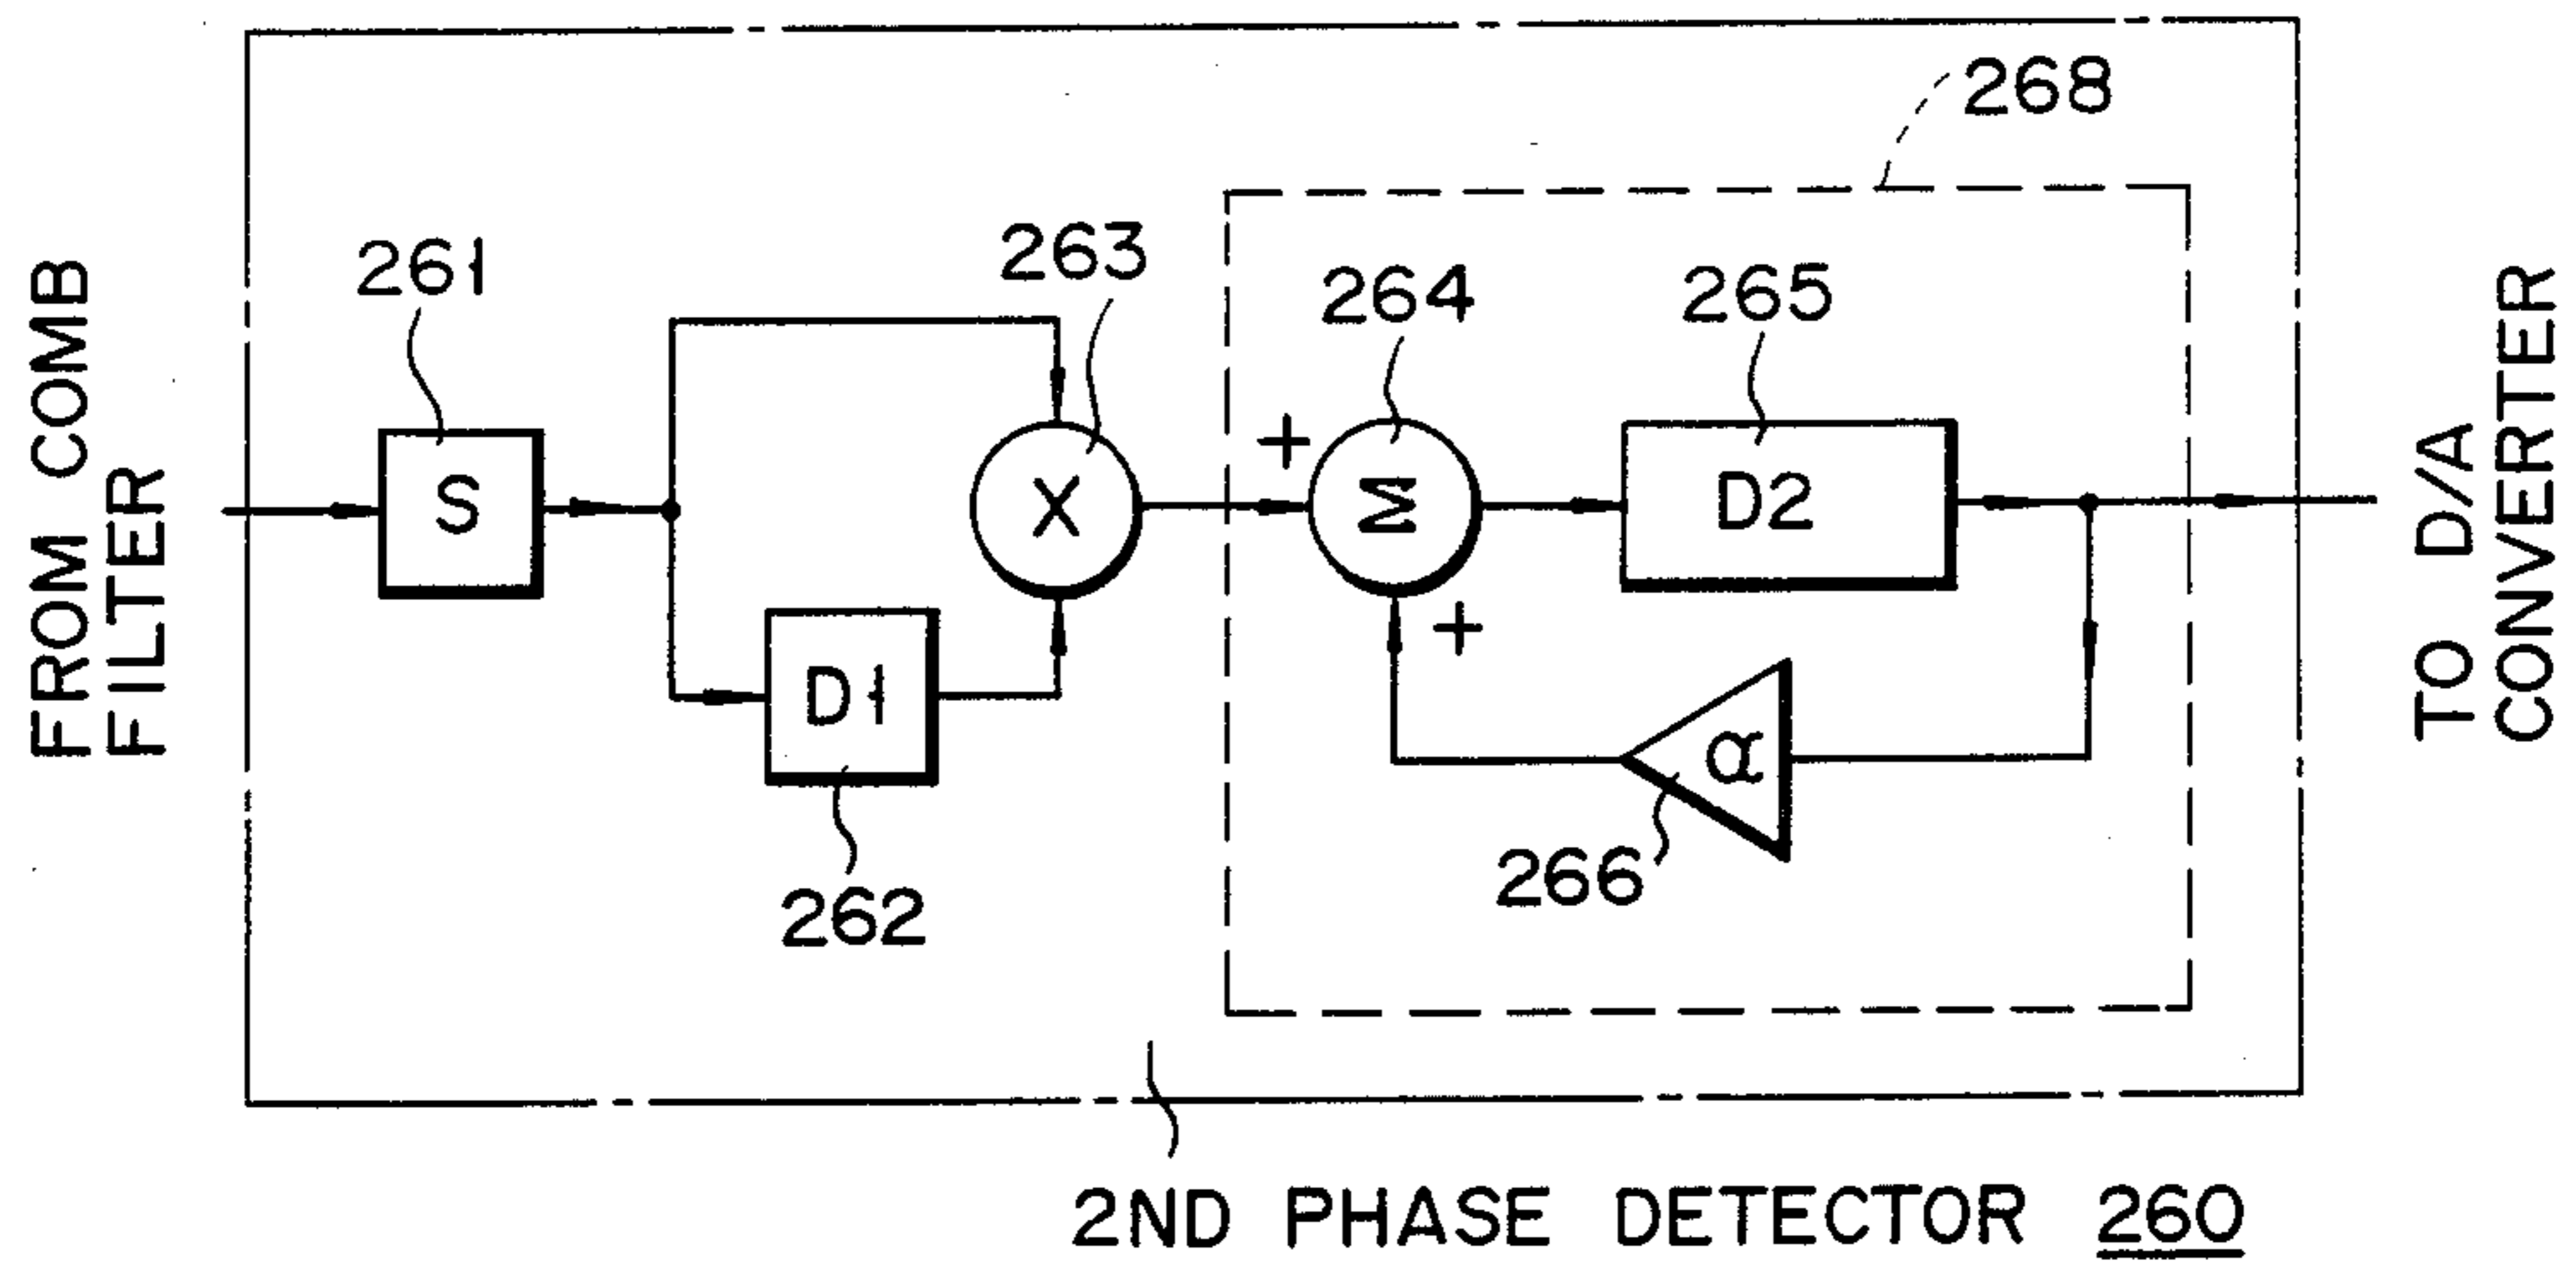 268
263
261
264
265
FROM COMB
FILTER
S
X
+
Σ
D2
TO D/A
CONVERTER
+
D1
α
266
262
2ND PHASE DETECTOR 260